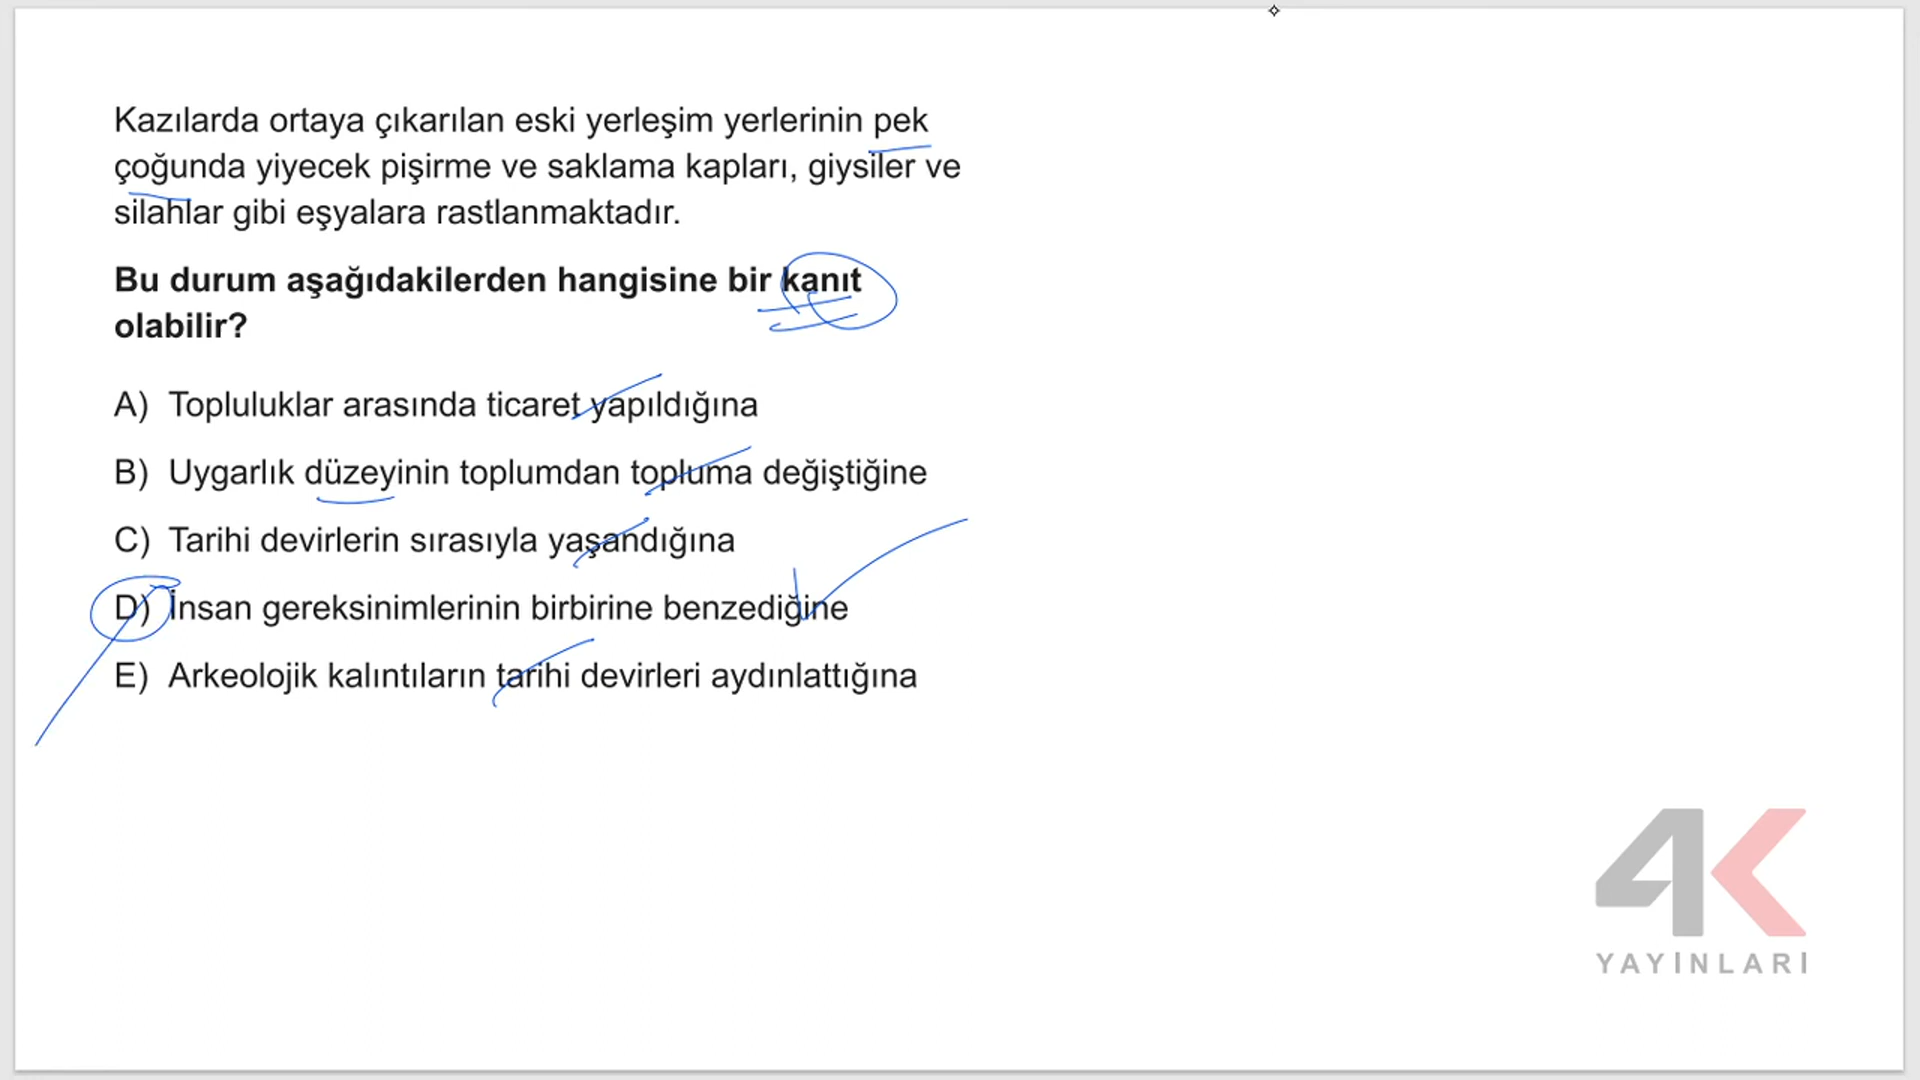 Kazılarda ortaya çıkarılan eski yerleşim yerlerinin pek
çoğunda yiyecek pişirme ve saklama kapları, giysiler ve
silahlar gibi eşyalara rastlanmaktadır.
Bu durum aşağıdakilerden hangisine bir kanıt
olabilir?
A) Topluluklar arasında ticaret yapıldığına
B) Uygarlık düzeyinin toplumdan topluma değiştiğine
C) Tarihi devirlerin sırasıyla yaşandığına
D) İnsan gereksinimlerinin birbirine benzediğine
E) Arkeolojik kalıntıların tarihi devirleri aydınlattığına
4K
YAYINLARI